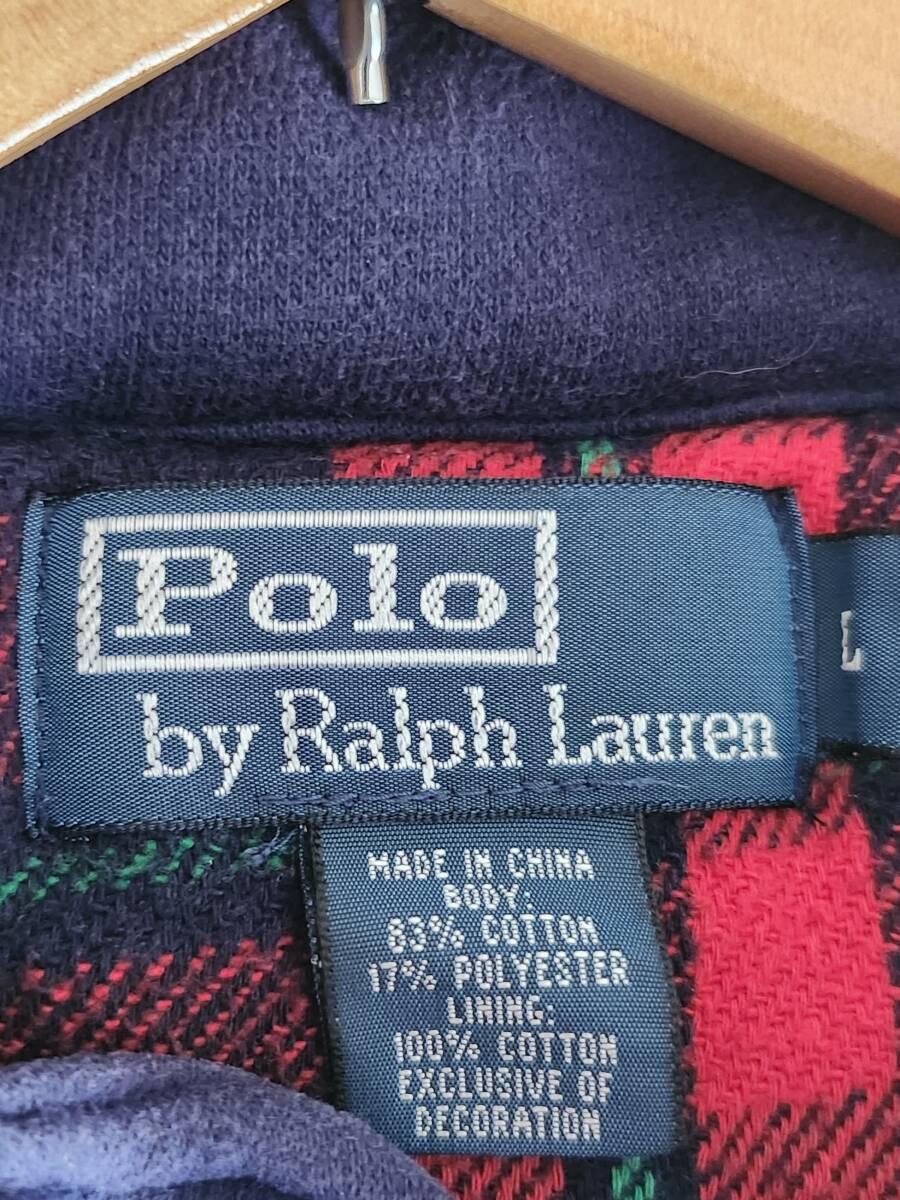 Polo
by Ralph Lauren
L
MADE IN CHINA
BODY:
83% COTTON
17% POLYESTER
LINING:
100% COTTON
EXCLUSIVE OF
DECORATION